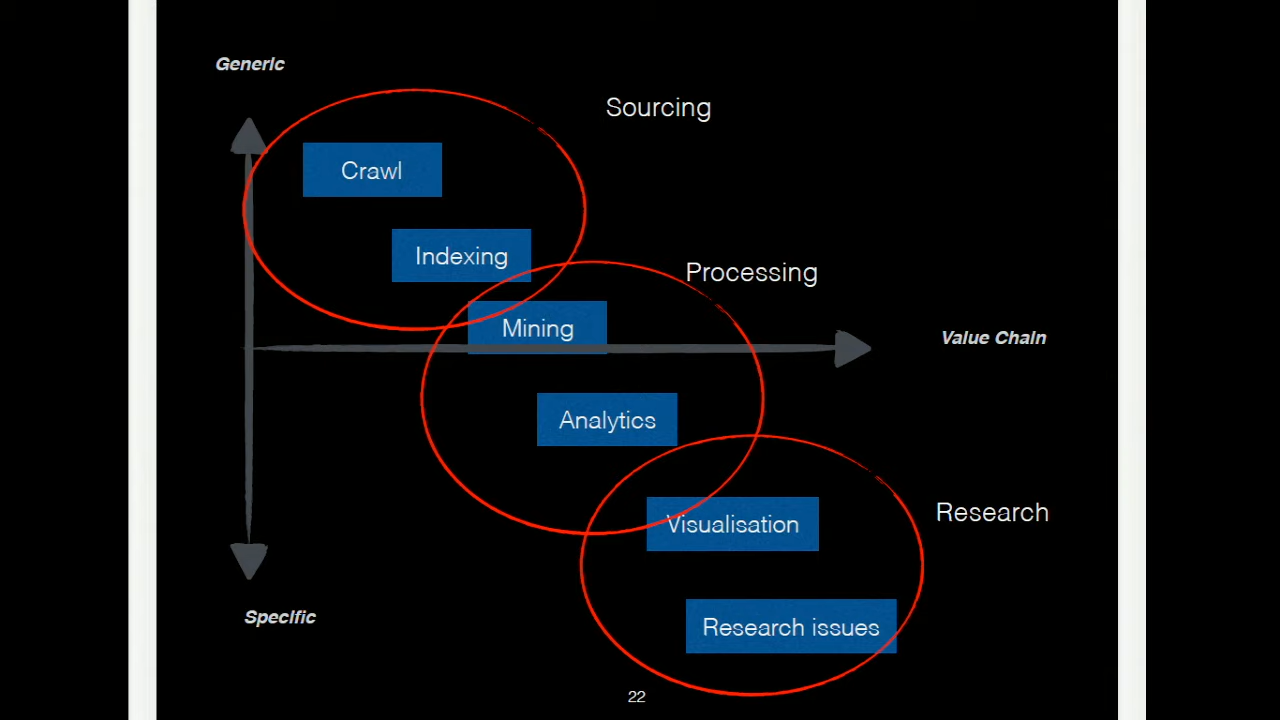 Generic
Sourcing
Crawl
Indexing
Processing
Mining
Value Chain
Analytics
Visualisation
Research
Research issues
Specific
22